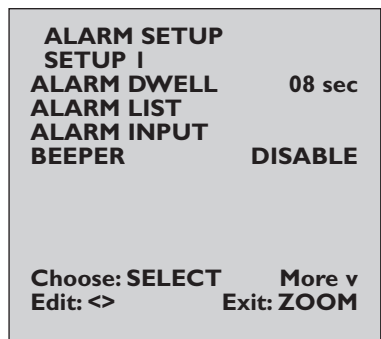 ALARM SETUP
SETUP 1
ALARM DWELL 08 sec
ALARM LIST
ALARM INPUT
BEEPER DISABLE
Choose: SELECT More v
Edit: <> Exit: ZOOM